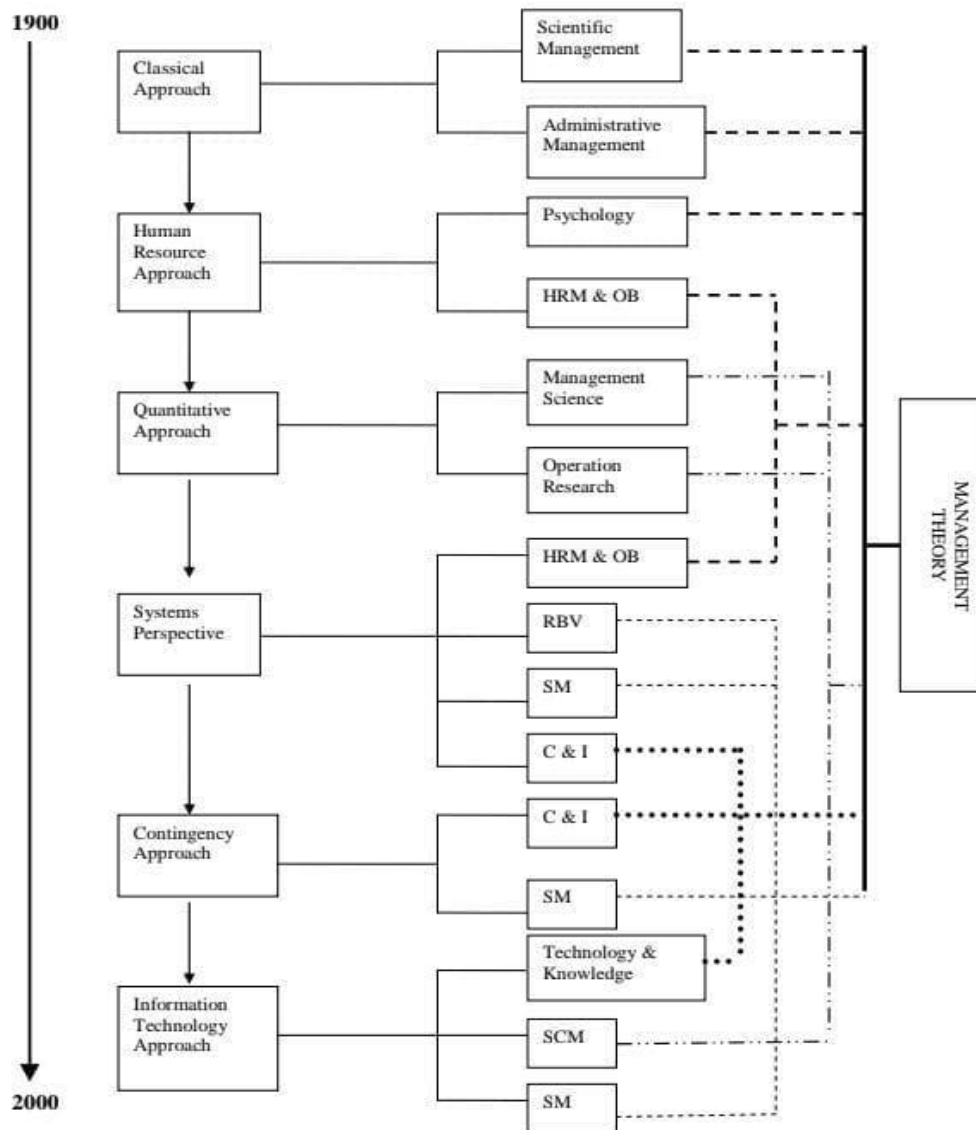 1900
Scientific
Management
Classical
Approach
Administrative
Management
Psychology
Human
Resource
Approach
HRM & OB
Management
Science
Quantitative
Approach
Operation
Research
MANAGEMENT
THEORY
HRM & OB
Systems
Perspective
RBV
SM
C & I
C & I
Contingency
Approach
SM
Technology &
Knowledge
Information
Technology
Approach
SCM
SM
2000